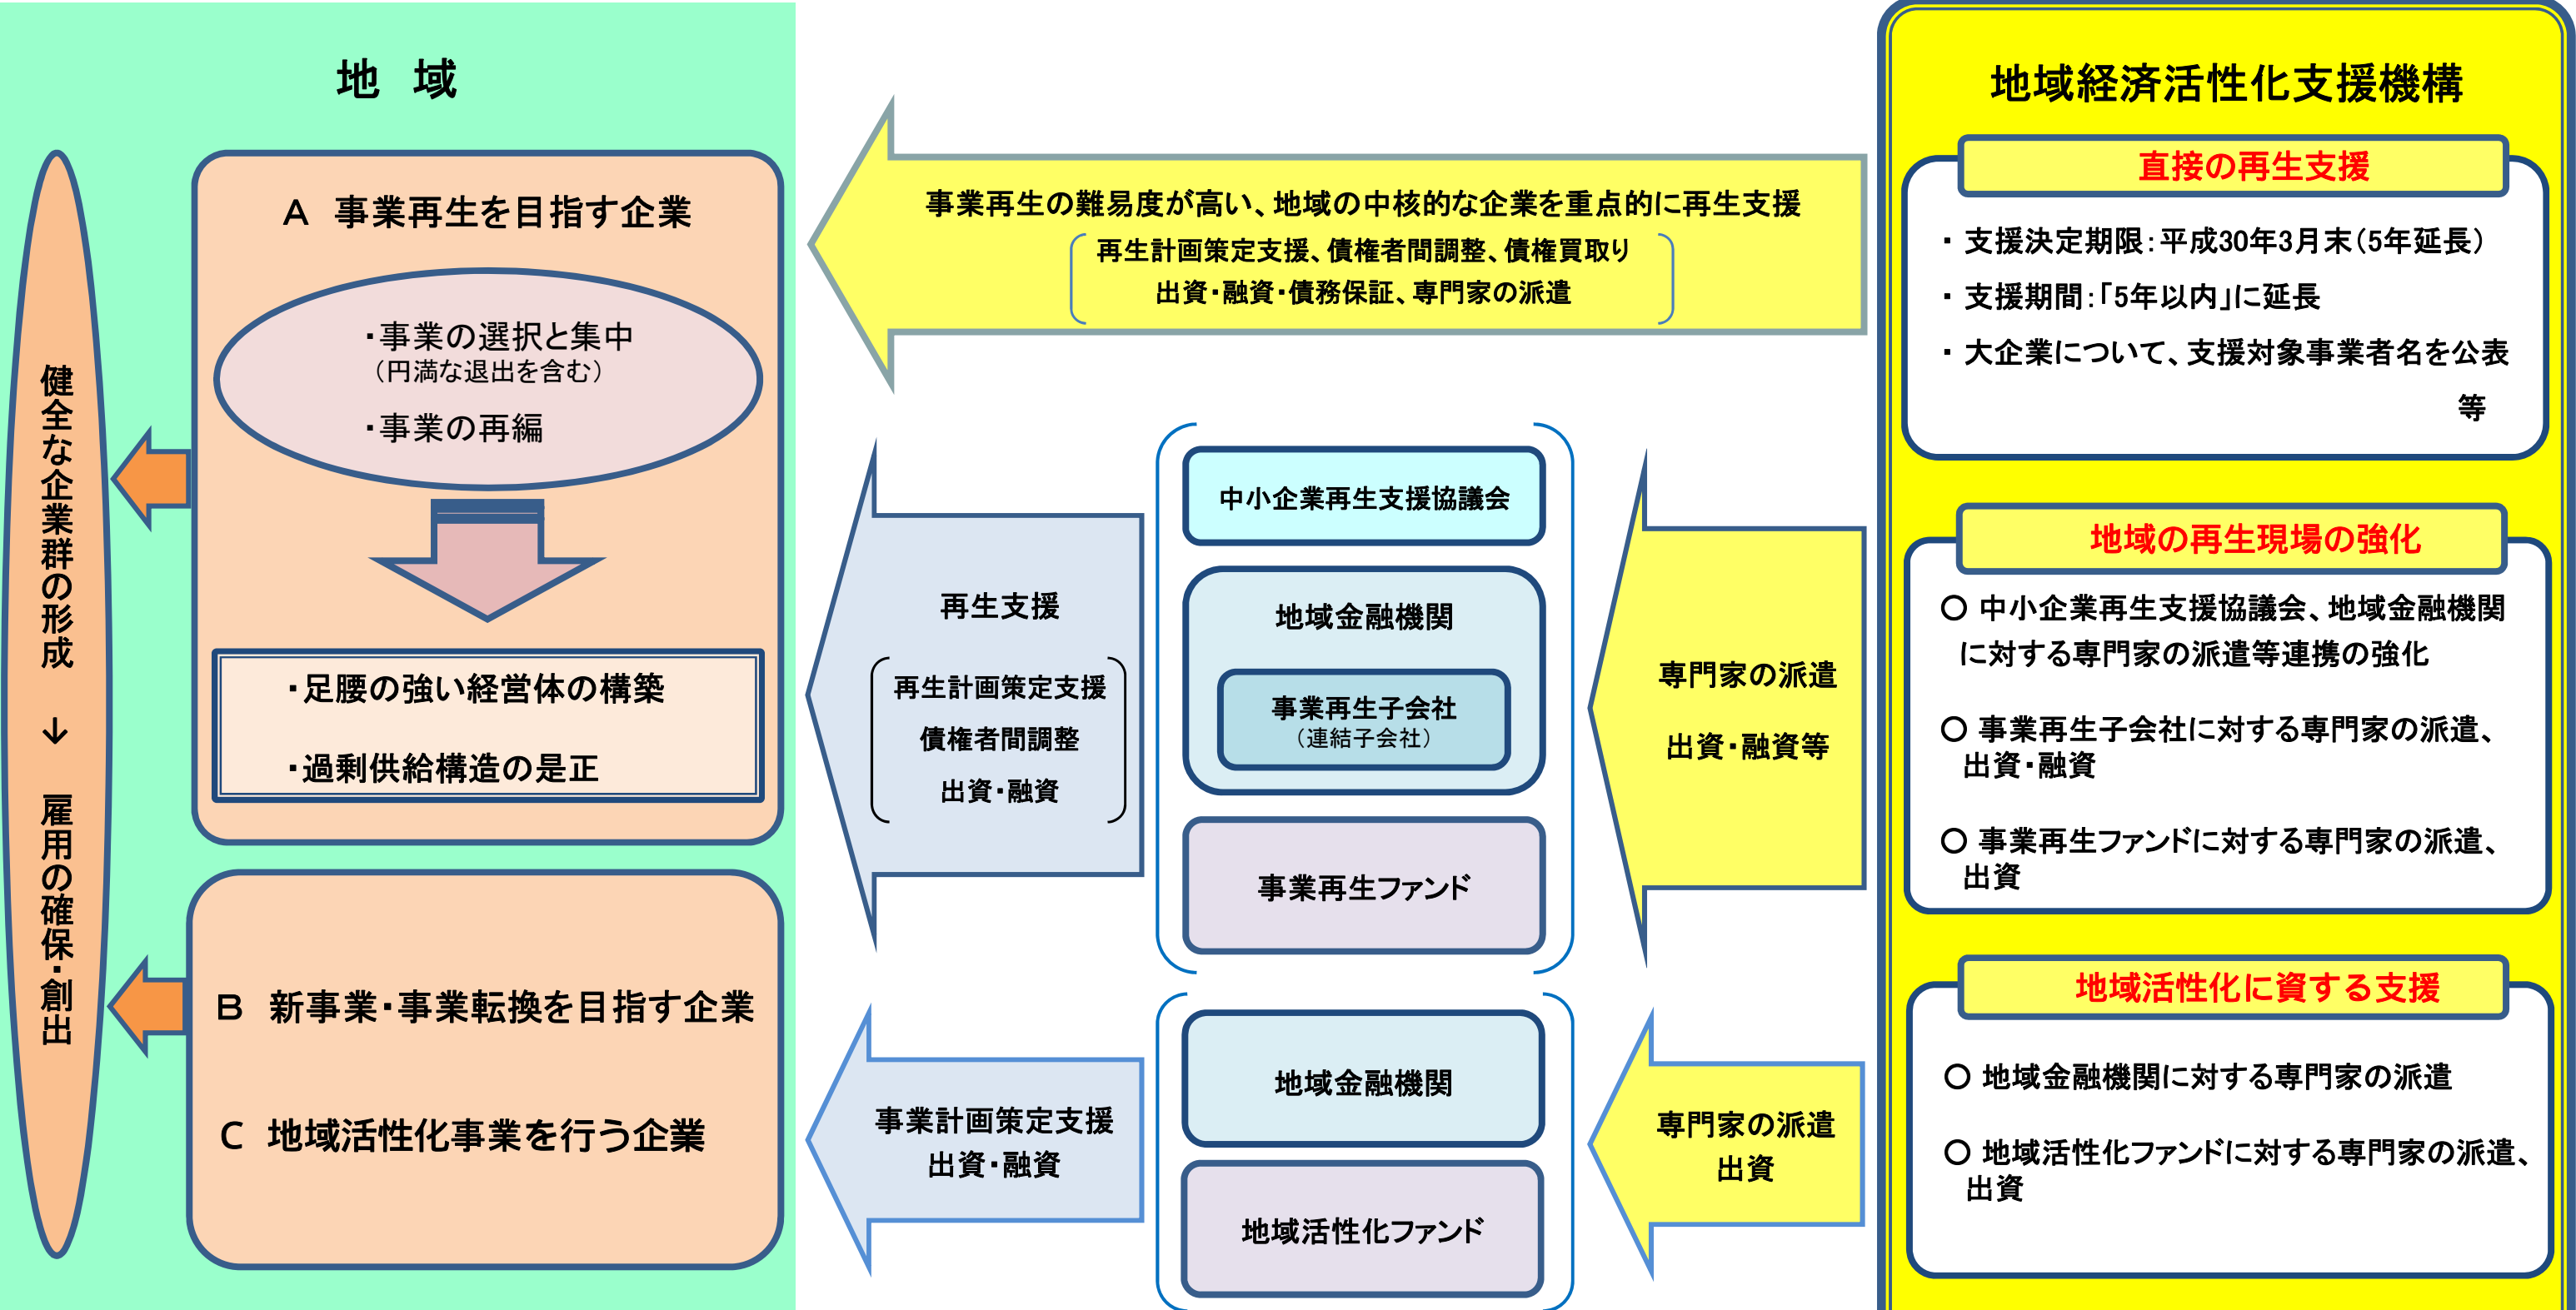 地　域
健全な企業群の形成　↓　雇用の確保・創出
A　事業再生を目指す企業
・事業の選択と集中
（円満な退出を含む）
・事業の再編
・足腰の強い経営体の構築
・過剰供給構造の是正
B　新事業・事業転換を目指す企業
C　地域活性化事業を行う企業
事業再生の難易度が高い、地域の中核的な企業を重点的に再生支援
再生計画策定支援、債権者間調整、債権買取り
出資・融資・債務保証、専門家の派遣
再生支援
再生計画策定支援
債権者間調整
出資・融資
中小企業再生支援協議会
地域金融機関
事業再生子会社
（連結子会社）
事業再生ファンド
専門家の派遣
出資・融資等
事業計画策定支援
出資・融資
地域金融機関
地域活性化ファンド
専門家の派遣
出資
地域経済活性化支援機構
直接の再生支援
・ 支援決定期限：平成30年3月末（5年延長）
・ 支援期間：「5年以内」に延長
・ 大企業について、支援対象事業者名を公表
等
地域の再生現場の強化
○ 中小企業再生支援協議会、地域金融機関
に対する専門家の派遣等連携の強化
○ 事業再生子会社に対する専門家の派遣、
出資・融資
○ 事業再生ファンドに対する専門家の派遣、
出資
地域活性化に資する支援
○ 地域金融機関に対する専門家の派遣
○ 地域活性化ファンドに対する専門家の派遣、
出資